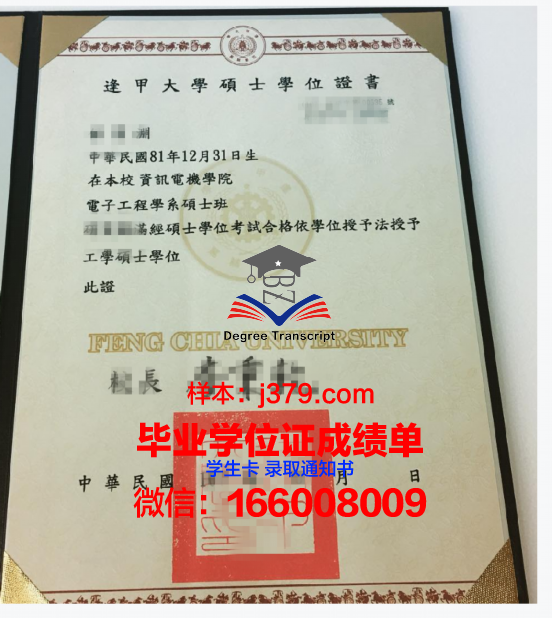 逢甲大學碩士學位證書
號
中華民國81年12月31日生
在本校 資訊電機學院
電子工程學系碩士班
滿經碩士學位考試合格依學位授予法授予
工學碩士學位
此證
BZ
Degree Transcript
FENG CHIA UNIVERSITY
校長
样本:j379.com
毕业学位证成绩单
学生卡 录取通知书
中華民國 月 日
微信:166008009